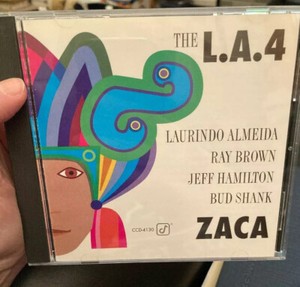 THE L.A.4
LAURINDO ALMEIDA
RAY BROWN
JEFF HAMILTON
BUD SHANK
CCD-4130
ZACA